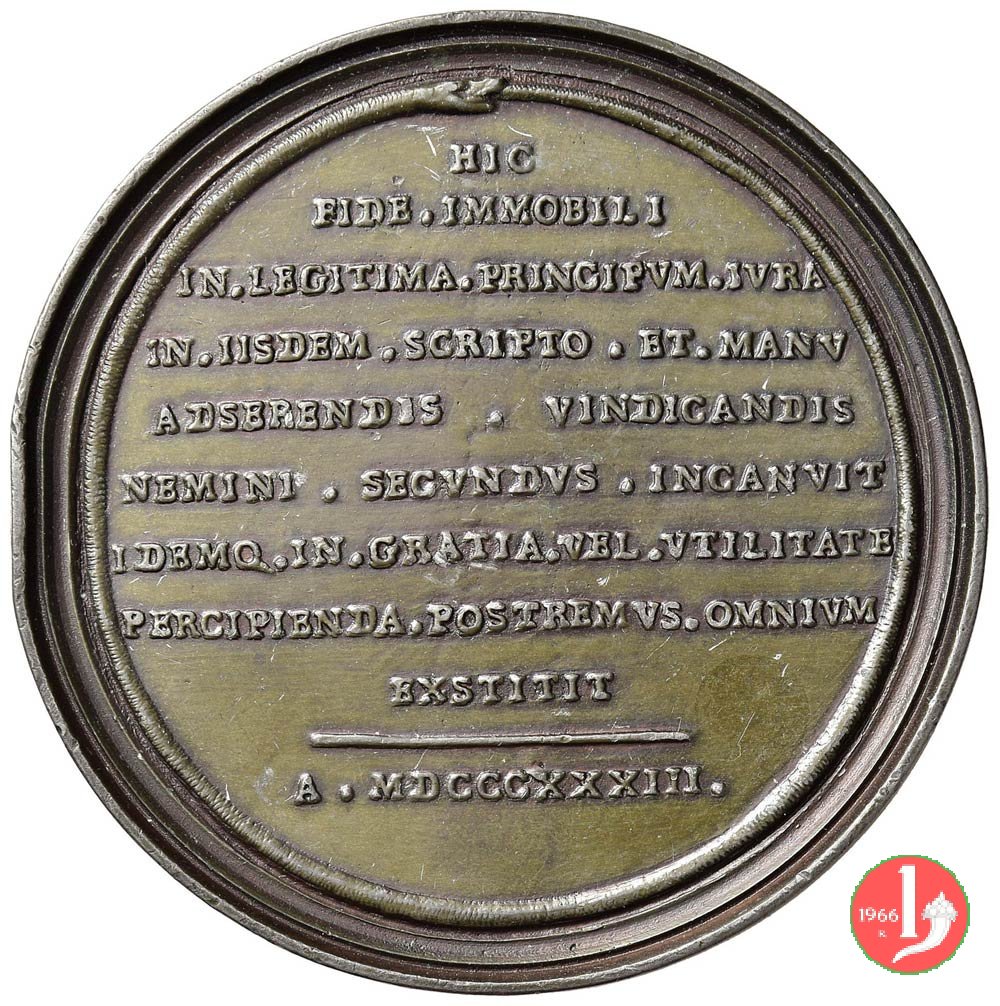 HIC
FIDE . IMMOBILI
IN . LEGITIMA . PRINCIPVM . IVRA
IN . IISDEM . SCRIPTO . ET . MANV
ADSERENDIS . VINDICANDIS
NEMINI . SECVNDVS . INCANVIT
IDEMQ . IN . GRATIA . VEL . VTILITATE
PERCIPIENDA . POSTREMVS . OMNIVM
EXSTITIT
A . MDCCCXXXIII .
1966
R.